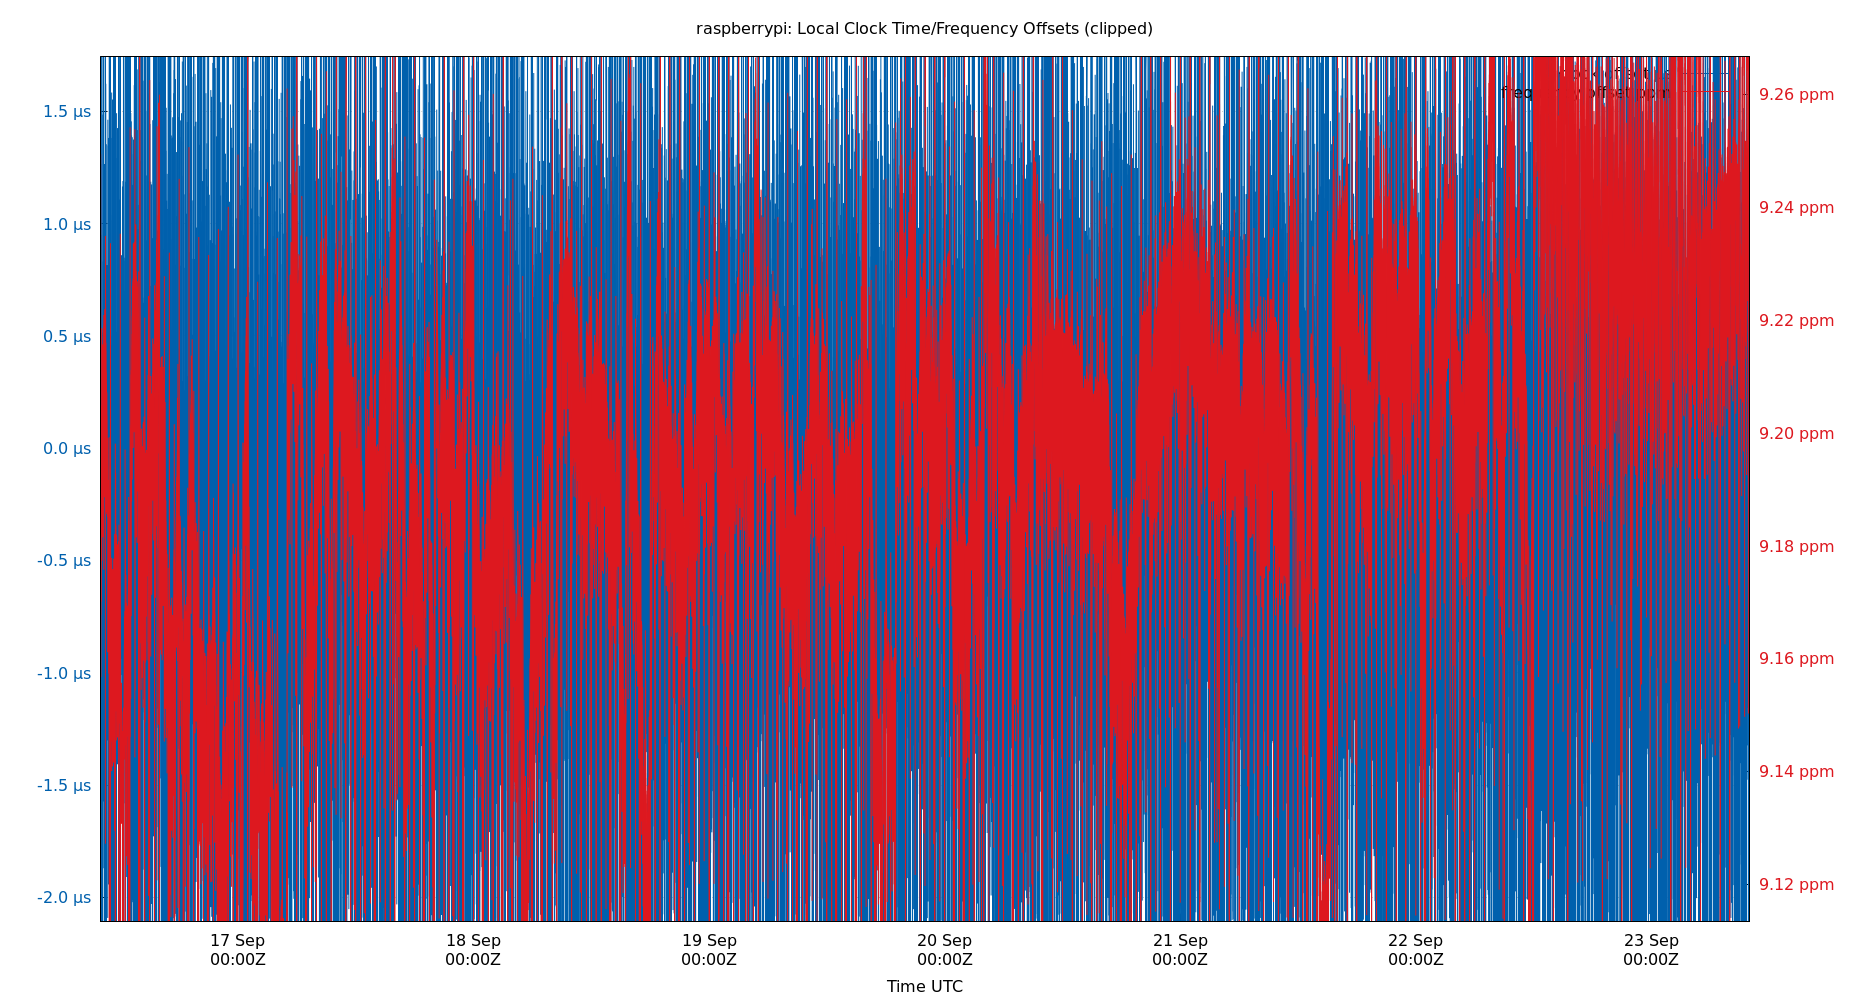 raspberrypi: Local Clock Time/Frequency Offsets (clipped)
1.5 µs
1.0 µs
0.5 µs
0.0 µs
-0.5 µs
-1.0 µs
-1.5 µs
-2.0 µs
9.26 ppm
9.24 ppm
9.22 ppm
9.20 ppm
9.18 ppm
9.16 ppm
9.14 ppm
9.12 ppm
17 Sep 18 Sep 19 Sep 20 Sep 21 Sep 22 Sep 23 Sep
00:00Z 00:00Z 00:00Z 00:00Z 00:00Z 00:00Z 00:00Z
Time UTC